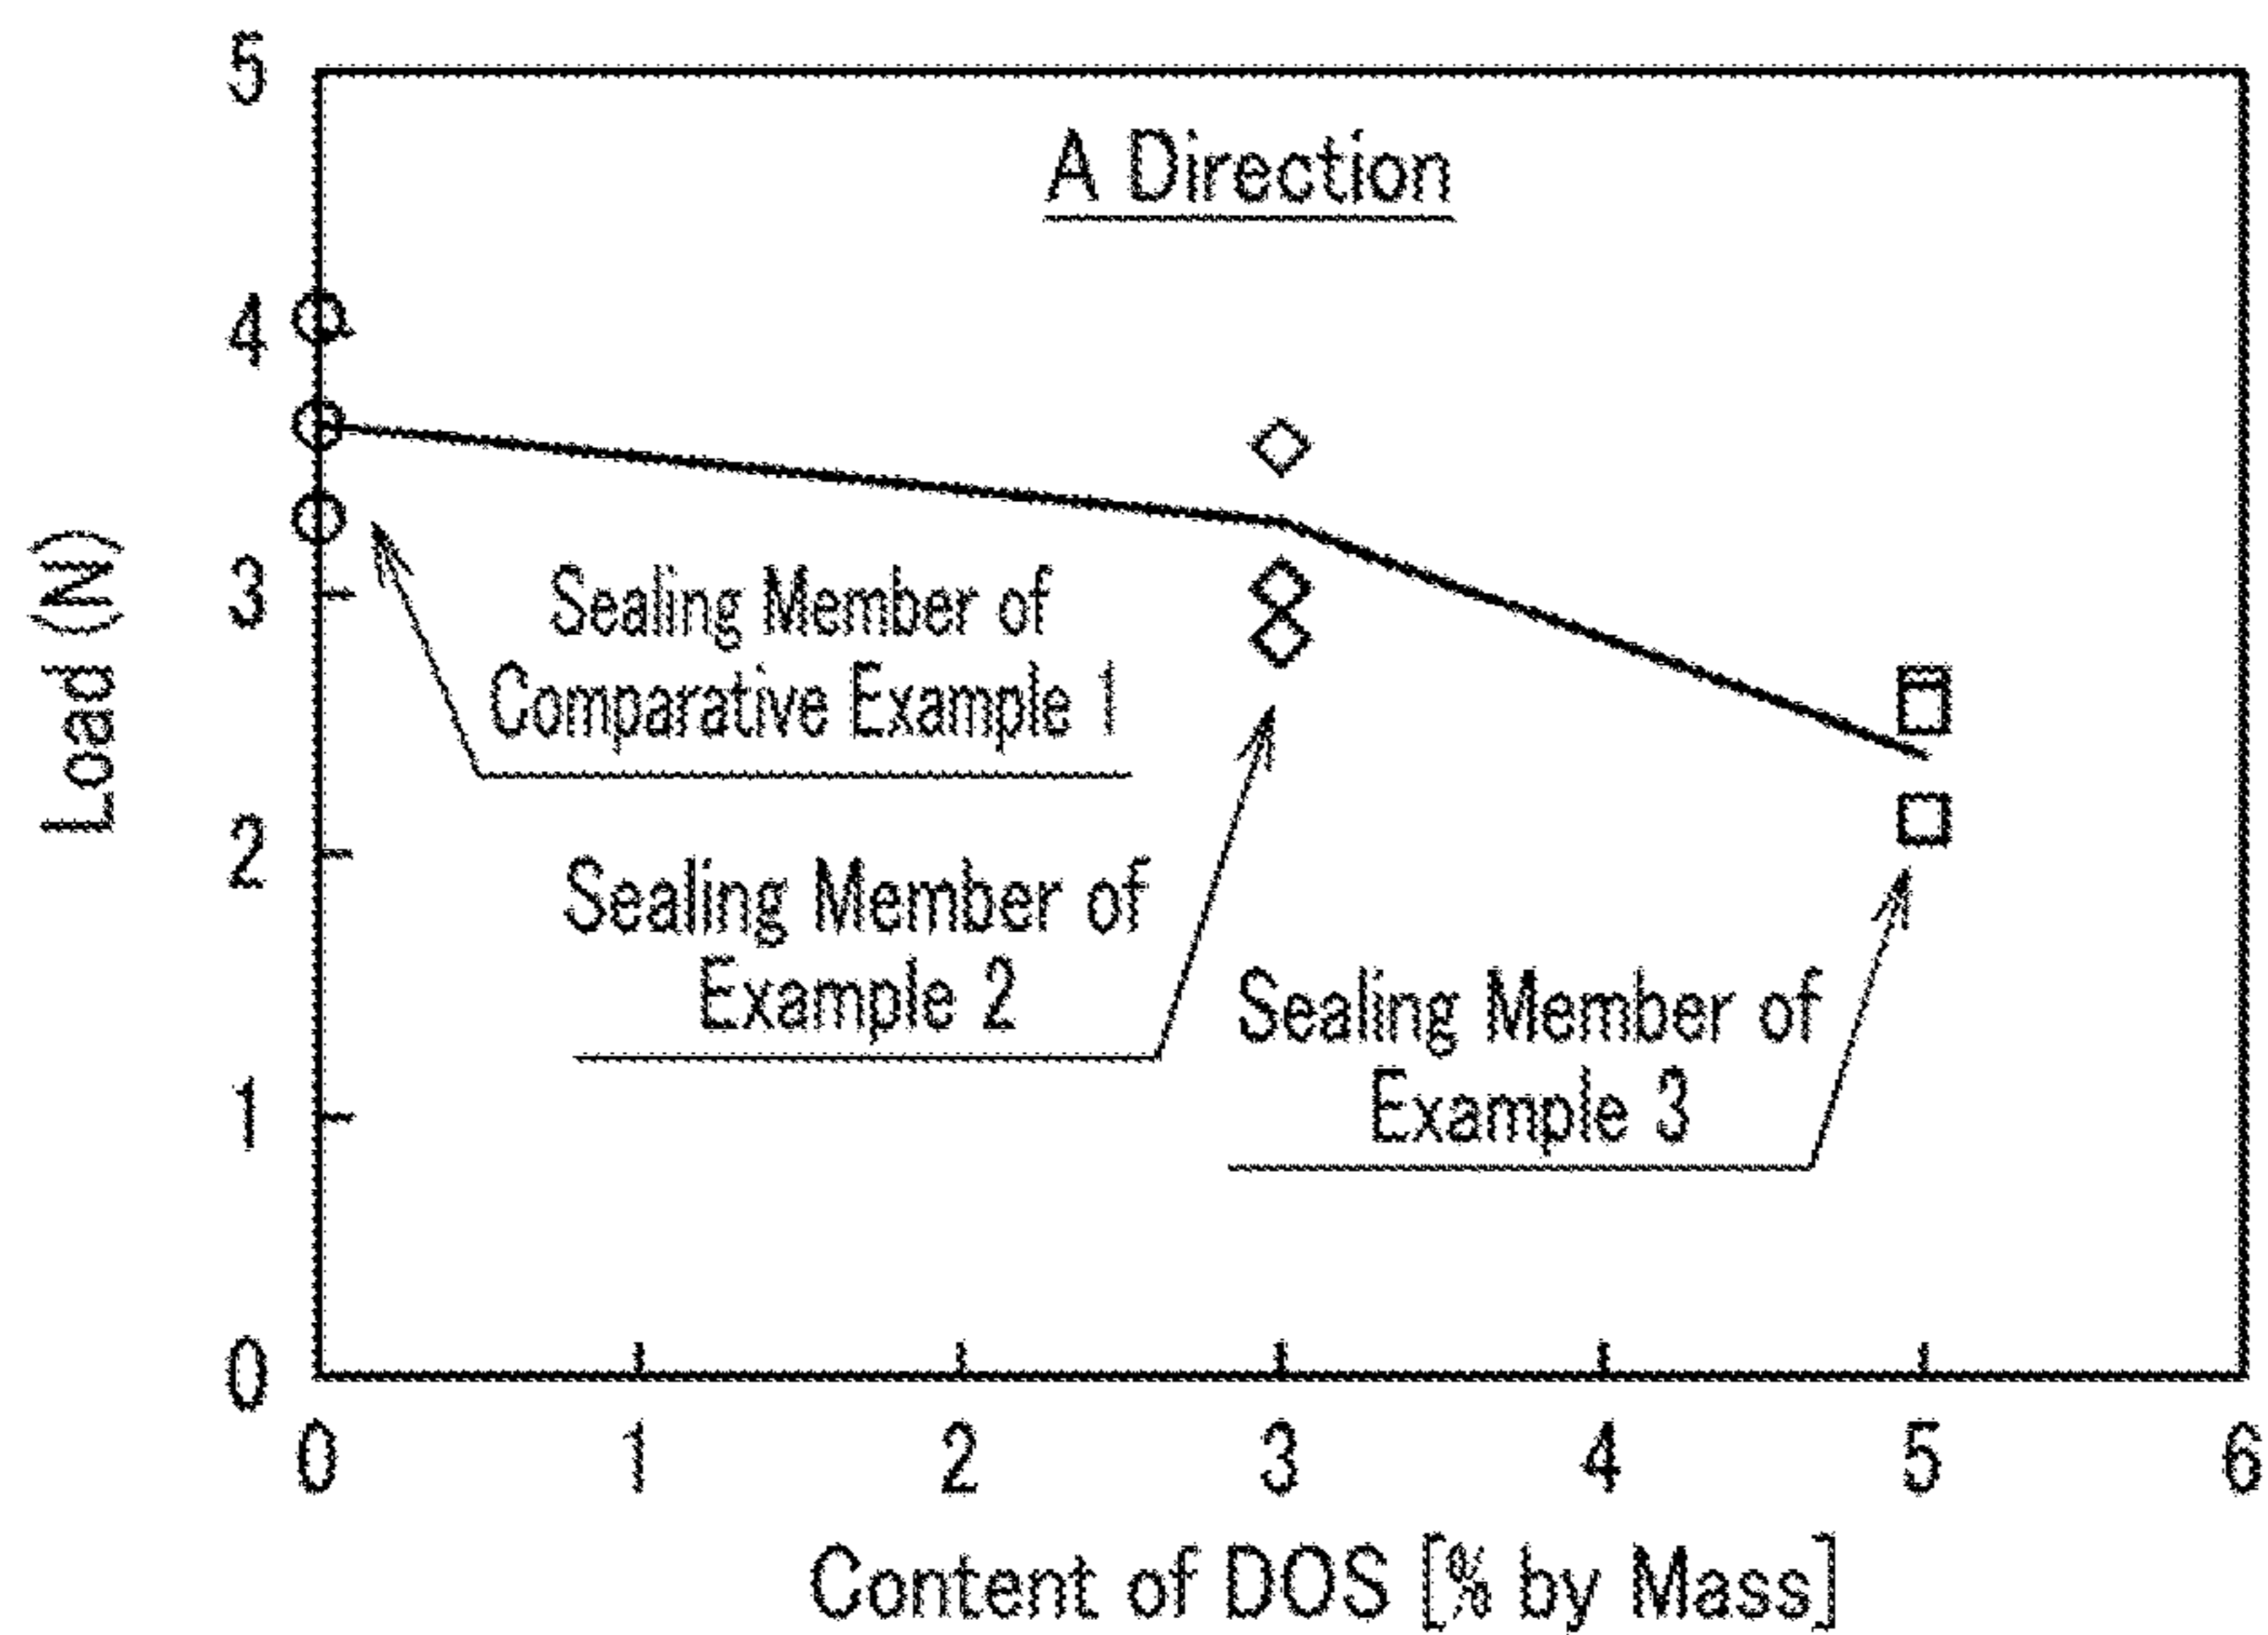 5
A Direction
4
3
2
1
0
Load (N)
Sealing Member of
Comparative Example 1
Sealing Member of
Example 2
Sealing Member of
Example 3
0 1 2 3 4 5 6
Content of DOS [% by Mass]